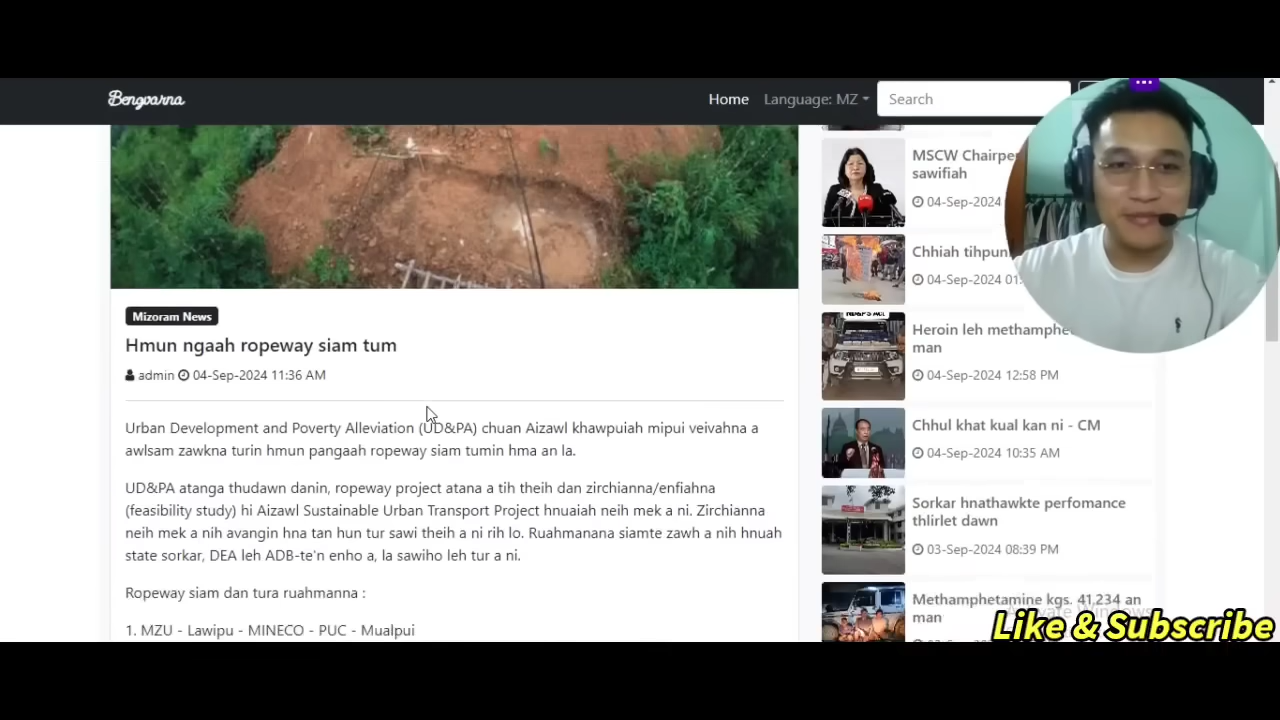 Bengvarna
Home
Language: MZ
Search
Mizoram News
Hmun ngaah ropeway siam tum
admin 04-Sep-2024 11:36 AM
Urban Development and Poverty Alleviation (UD&PA) chuan Aizawl khawpuiah mipui veivahna a
awlsam zawkna turin hmun pangaah ropeway siam tumin hma an la.
UD&PA atanga thudawn danin, ropeway project atana a tih theih dan zirchianna/enfiahna
(feasibility study) hi Aizawl Sustainable Urban Transport Project hnuaiah neih mek a ni. Zirchianna
neih mek a nih avangin hna tan hun tur sawi theih a ni rih lo. Ruahmanana siamte zawh a nih hnuah
state sorkar, DEA leh ADB-te'n enho a, la sawiho leh tur a ni.
Ropeway siam dan tura ruahmanna :
1. MZU - Lawipu - MINECO - PUC - Mualpui
MSCW
sawifiah
04-Sep-2024
Chhiah
04-Sep-2024
ND&PS ACT
Heroin leh
man
04-Sep-2024 12:58 PM
Chhul khat kual kan ni - CM
04-Sep-2024 10:35 AM
Sorkar hnathawkte perfomance
thlirlet dawn
03-Sep-2024 08:39 PM
Methamphetamine kgs. 41.234 an
man
Activate Windows
Like & Subscribe